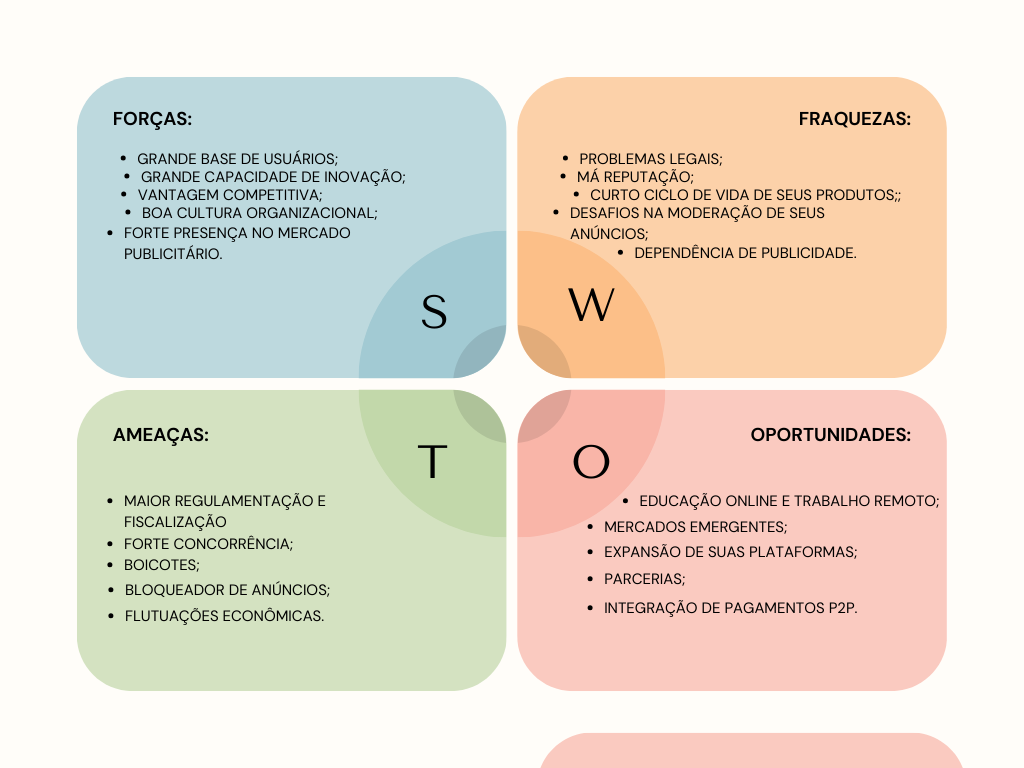 FORÇAS:
• GRANDE BASE DE USUÁRIOS;
• GRANDE CAPACIDADE DE INOVAÇÃO;
• VANTAGEM COMPETITIVA;
• BOA CULTURA ORGANIZACIONAL;
• FORTE PRESENÇA NO MERCADO
PUBLICITÁRIO.
S
FRAQUEZAS:
• PROBLEMAS LEGAIS;
• MÁ REPUTAÇÃO;
• CURTO CICLO DE VIDA DE SEUS PRODUTOS;;
• DESAFIOS NA MODERAÇÃO DE SEUS
ANÚNCIOS;
• DEPENDÊNCIA DE PUBLICIDADE.
W
AMEAÇAS:
T
• MAIOR REGULAMENTAÇÃO E
FISCALIZAÇÃO
• FORTE CONCORRÊNCIA;
• BOICOTES;
• BLOQUEADOR DE ANÚNCIOS;
• FLUTUAÇÕES ECONÔMICAS.
OPORTUNIDADES:
O
• EDUCAÇÃO ONLINE E TRABALHO REMOTO;
• MERCADOS EMERGENTES;
• EXPANSÃO DE SUAS PLATAFORMAS;
• PARCERIAS;
• INTEGRAÇÃO DE PAGAMENTOS P2P.